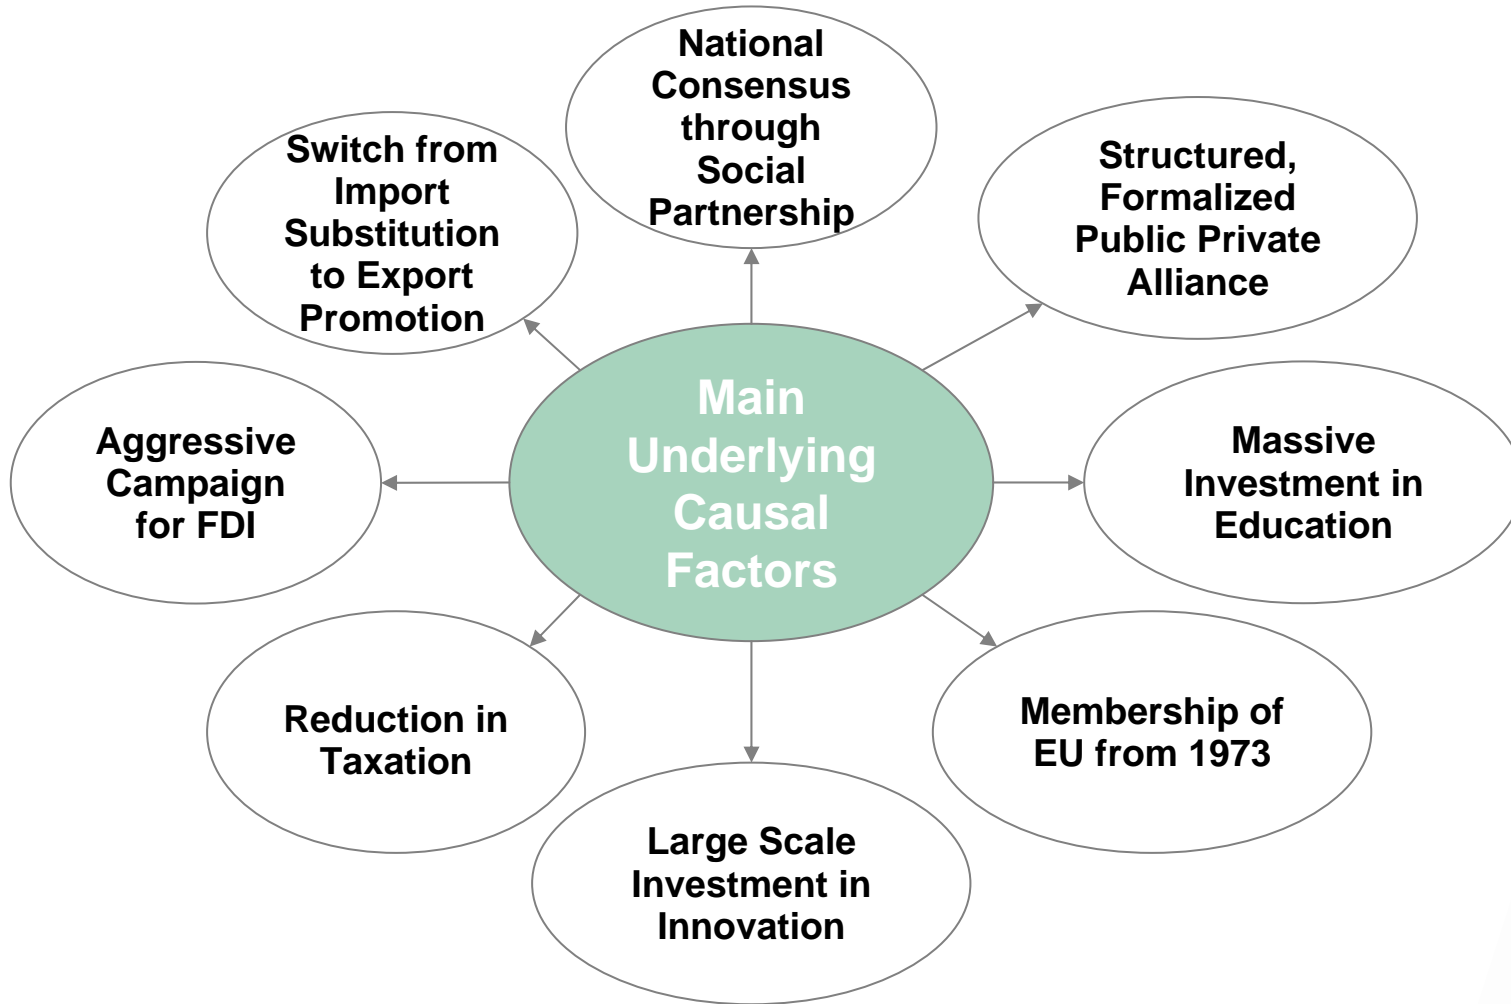 National
Consensus
through
Social
Partnership
Structured,
Formalized
Public Private
Alliance
Massive
Investment in
Education
Membership of
EU from 1973
Large Scale
Investment in
Innovation
Reduction in
Taxation
Aggressive
Campaign
for FDI
Switch from
Import
Substitution
to Export
Promotion
Main
Underlying
Causal
Factors